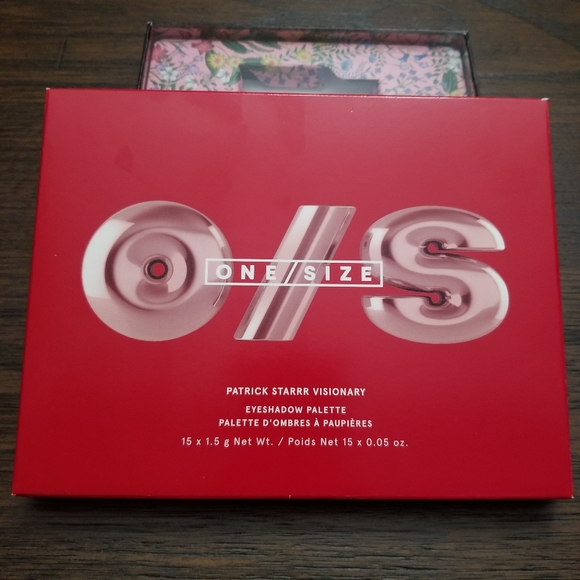 O/S
ONE/SIZE
PATRICK STARRR VISIONARY
EYESHADOW PALETTE
PALETTE D'OMBRES À PAUPIÈRES
15 x 1.5 g Net Wt. / Poids Net 15 x 0.05 oz.